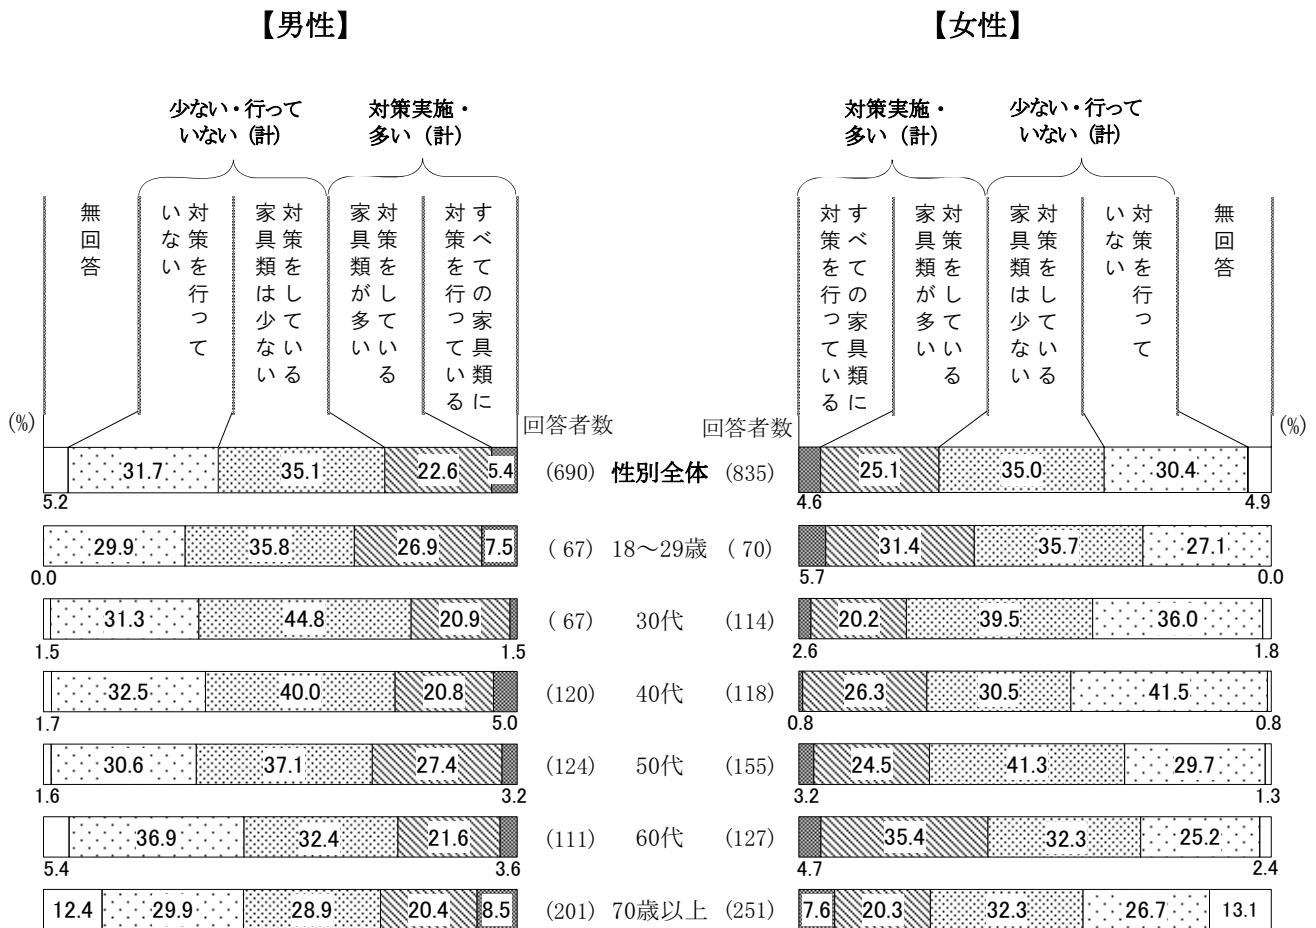 【男性】 【女性】
少ない・行って 対策実施・ 対策実施・ 少ない・行って
いない（計） 多い（計） 多い（計） いない（計）
無回答
対策を行って
いない
対策をしている
家具類は少ない
対策をしている
家具類が多い
すべての家具類に
対策を行っている
すべての家具類に
対策を行っている
対策をしている
家具類が多い
対策をしている
家具類は少ない
対策を行って
いない
無回答
(%) 回答者数 回答者数 (%)
31.7 35.1 22.6 5.4 (690) 性別全体 (835) 25.1 35.0 30.4
5.2 4.6 4.9
29.9 35.8 26.9 7.5 ( 67) 18～29歳 ( 70) 31.4 35.7 27.1
0.0 5.7 0.0
31.3 44.8 20.9 ( 67) 30代 (114) 20.2 39.5 36.0
1.5 1.5 2.6 1.8
32.5 40.0 20.8 (120) 40代 (118) 26.3 30.5 41.5
1.7 5.0 0.8 0.8
30.6 37.1 27.4 (124) 50代 (155) 24.5 41.3 29.7
1.6 3.2 3.2 1.3
36.9 32.4 21.6 (111) 60代 (127) 35.4 32.3 25.2
5.4 3.6 4.7 2.4
12.4 29.9 28.9 20.4 8.5 (201) 70歳以上 (251) 7.6 20.3 32.3 26.7 13.1